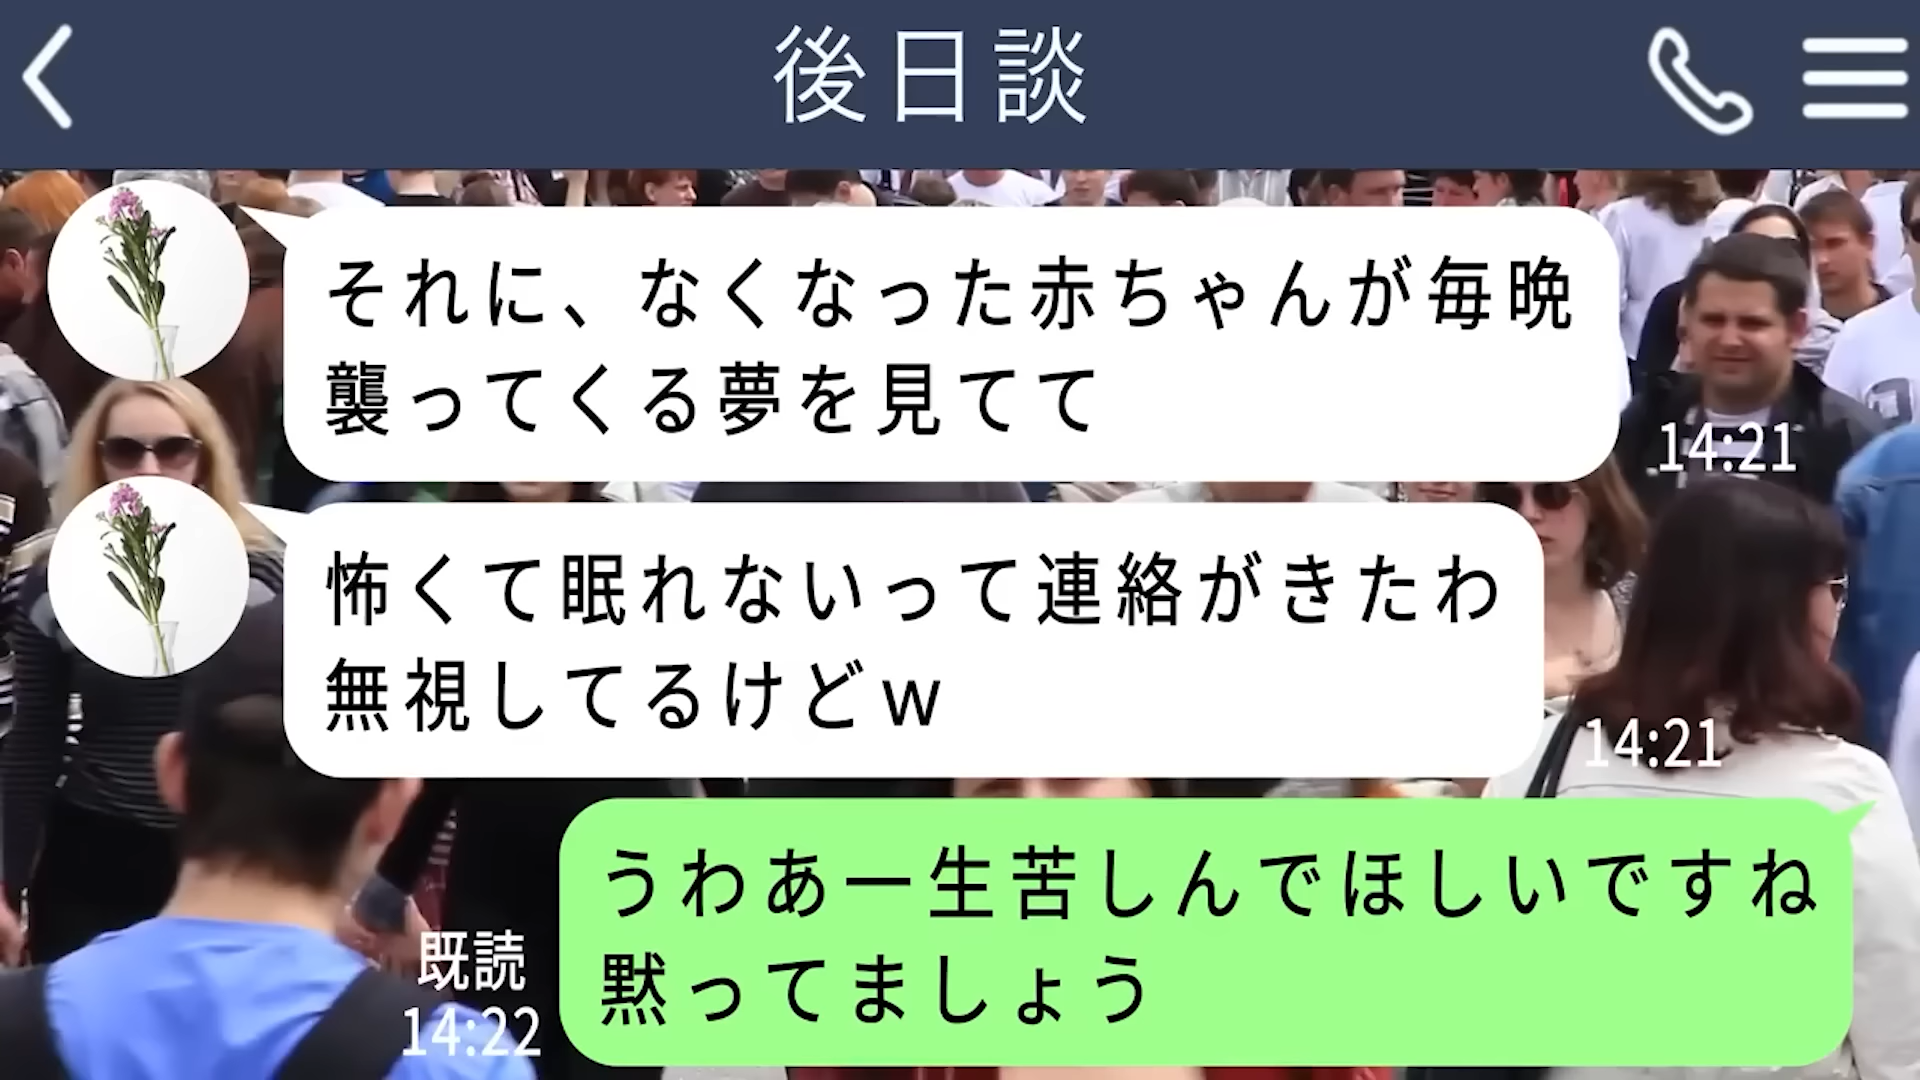 後日談
それに、なくなった赤ちゃんが毎晩
襲ってくる夢を見てて
14:21
怖くて眠れないって連絡がきたわ
無視してるけどw
14:21
うわあ一生苦しんでほしいですね
黙ってましょう
既読
14:22